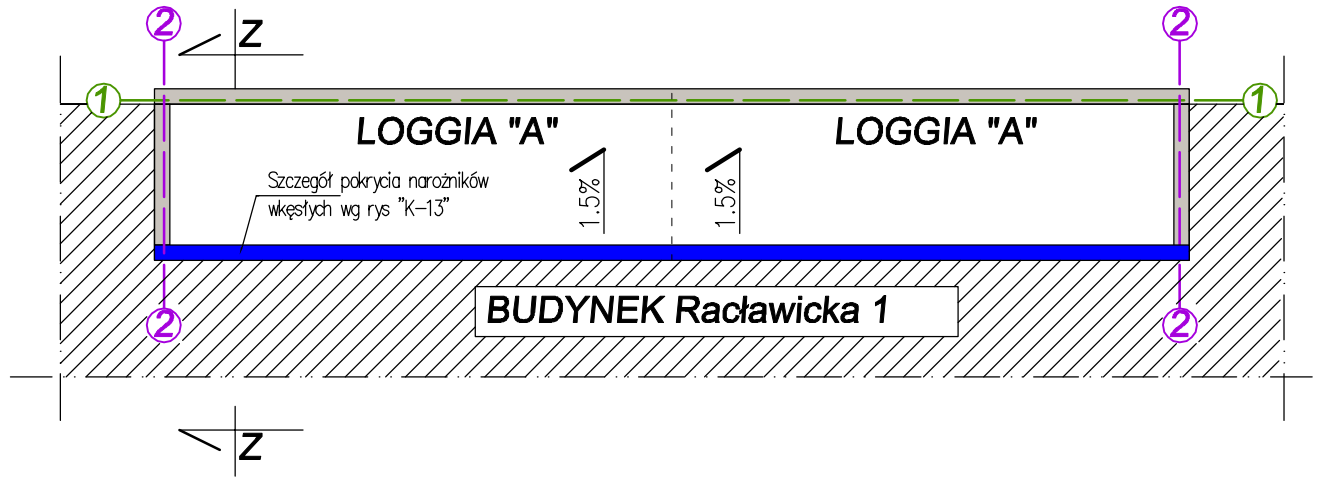 2
Z
2
1
1
LOGGIA "A"
LOGGIA "A"
Szczegół pokrycia narożników
wkęsłych wg rys "K-13"
1.5%
1.5%
BUDYNEK Racławicka 1
2
2
Z